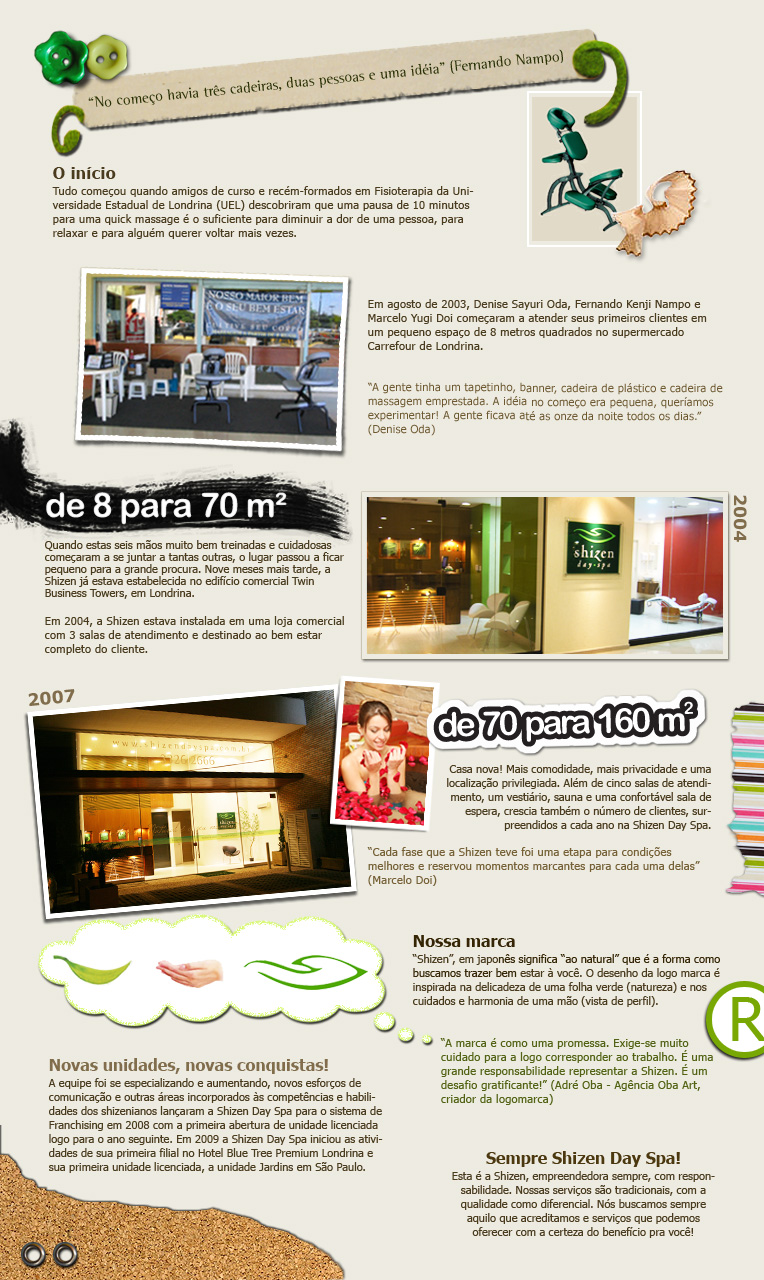 “No começo havia três cadeiras, duas pessoas e uma idéia” (Fernando Nampo)
O início
Tudo começou quando amigos de curso e recém-formados em Fisioterapia da Uni-
versidade Estadual de Londrina (UEL) descobriram que uma pausa de 10 minutos
para uma quick massage é o suficiente para diminuir a dor de uma pessoa, para
relaxar e para alguém querer voltar mais vezes.
NOSSO MAIOR BEM
É O SEU BEM ESTAR
Em agosto de 2003, Denise Sayuri Oda, Fernando Kenji Nampo e
Marcelo Yugi Doi começaram a atender seus primeiros clientes em
um pequeno espaço de 8 metros quadrados no supermercado
Carrefour de Londrina.
“A gente tinha um tapetinho, banner, cadeira de plástico e cadeira de
massagem emprestada. A idéia no começo era pequena, queríamos
experimentar! A gente ficava até as onze da noite todos os dias.”
(Denise Oda)
de 8 para 70 m²
Quando estas seis mãos muito bem treinadas e cuidadosas
começaram a se juntar a tantas outras, o lugar passou a ficar
pequeno para a grande procura. Nove meses mais tarde, a
Shizen já estava estabelecida no edifício comercial Twin
Business Towers, em Londrina.
Em 2004, a Shizen estava instalada em uma loja comercial
com 3 salas de atendimento e destinado ao bem estar
completo do cliente.
shizen
day·spa
2004
2007
www.shizendayspa.com.br
de 70 para 160 m²
Casa nova! Mais comodidade, mais privacidade e uma
localização privilegiada. Além de cinco salas de atendi-
mento, um vestiário, sauna e uma confortável sala de
espera, crescia também o número de clientes, sur-
preendidos a cada ano na Shizen Day Spa.
“Cada fase que a Shizen teve foi uma etapa para condições
melhores e reservou momentos marcantes para cada uma delas”
(Marcelo Doi)
Nossa marca
“Shizen”, em japonês significa “ao natural” que é a forma como
buscamos trazer bem estar à você. O desenho da logo marca é
inspirada na delicadeza de uma folha verde (natureza) e nos
cuidados e harmonia de uma mão (vista de perfil).
R
“A marca é como uma promessa. Exige-se muito
cuidado para a logo corresponder ao trabalho. É uma
grande responsabilidade representar a Shizen. É um
desafio gratificante!” (Adré Oba - Agência Oba Art,
criador da logomarca)
Novas unidades, novas conquistas!
A equipe foi se especializando e aumentando, novos esforços de
comunicação e outras áreas incorporados às competências e habili-
dades dos shizenianos lançaram a Shizen Day Spa para o sistema de
Franchising em 2008 com a primeira abertura de unidade licenciada
logo para o ano seguinte. Em 2009 a Shizen Day Spa iniciou as ativi-
dades de sua primeira filial no Hotel Blue Tree Premium Londrina e
sua primeira unidade licenciada, a unidade Jardins em São Paulo.
Sempre Shizen Day Spa!
Esta é a Shizen, empreendedora sempre, com respon-
sabilidade. Nossas serviços são tradicionais, com a
qualidade como diferencial. Nós buscamos sempre
aquilo que acreditamos e serviços que podemos
oferecer com a certeza do benefício pra você!